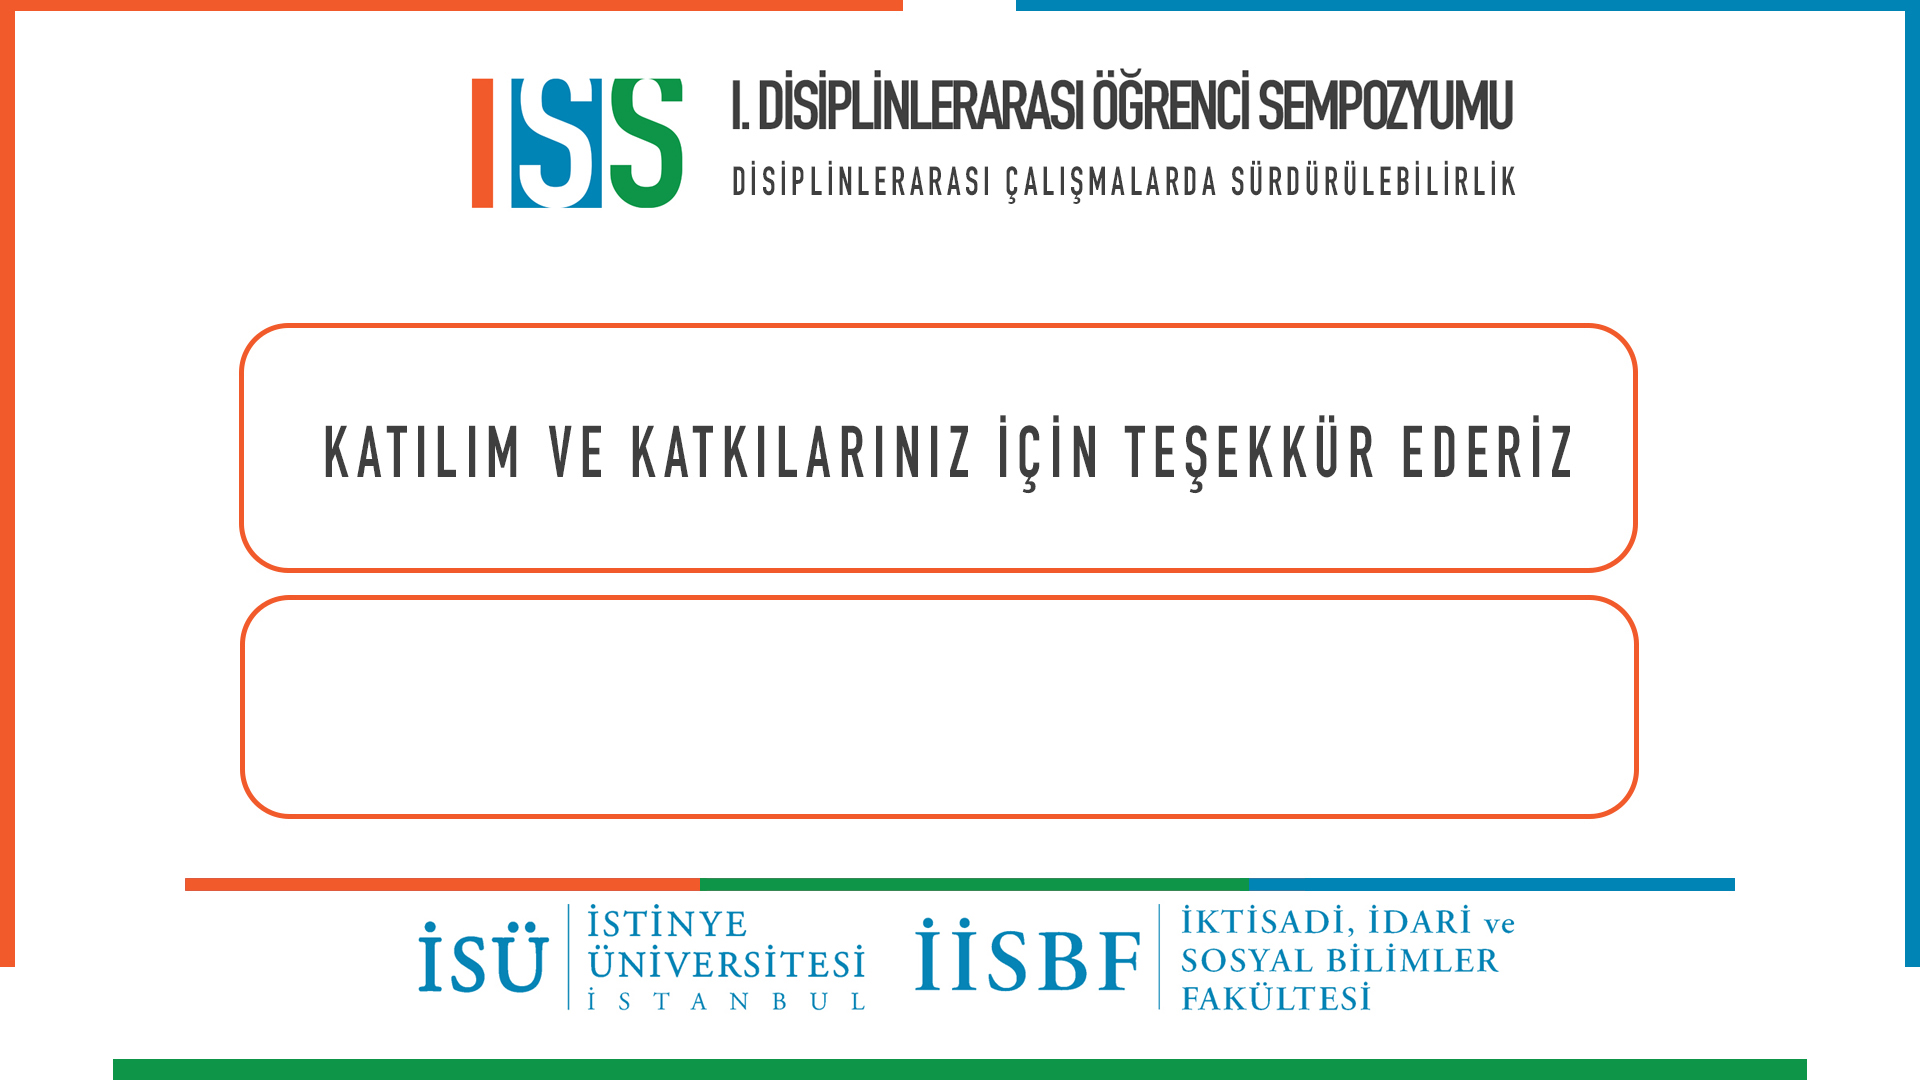 ISS
I. DİSİPLİNLERARASI ÖĞRENCİ SEMPOZYUMU
DİSİPLİNLERARASI ÇALIŞMALARDA SÜRDÜRÜLEBİLİRLİK
KATILIM VE KATKILARINIZ İÇİN TEŞEKKÜR EDERİZ
İSÜ
İSTİNYE
ÜNİVERSİTESİ
İSTANBUL
İİSBF
İKTİSADİ, İDARİ ve
SOSYAL BİLİMLER
FAKÜLTESİ